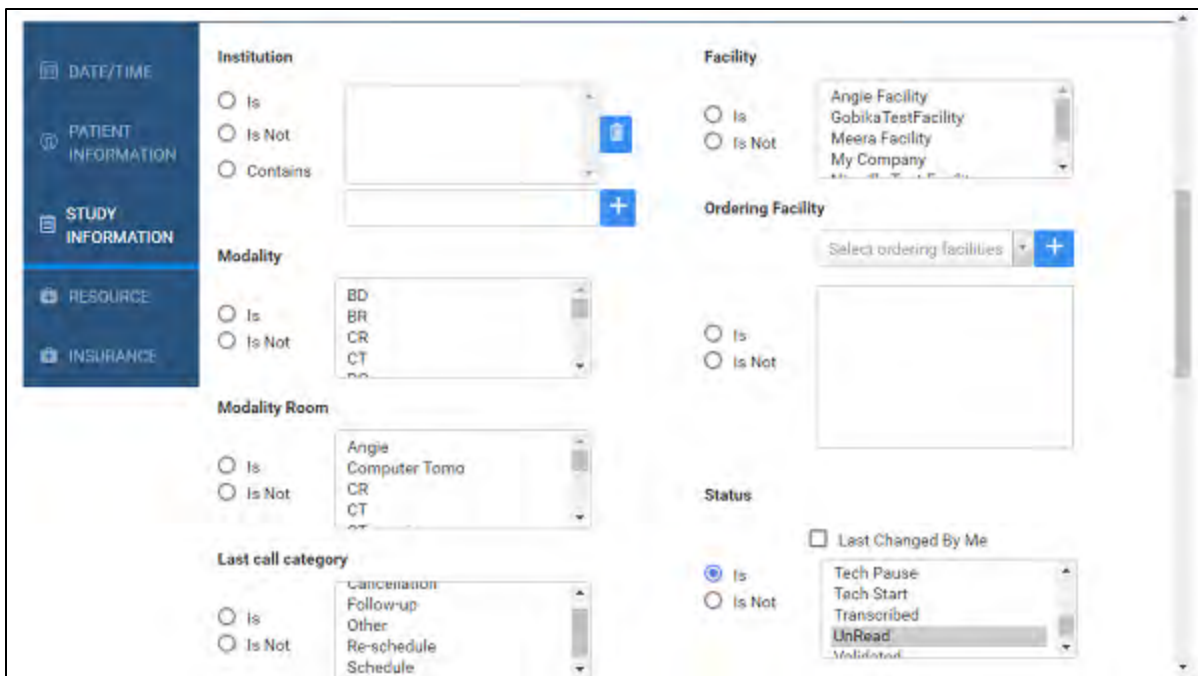 DATE/TIME
PATIENT
INFORMATION
STUDY
INFORMATION
RESOURCE
INSURANCE
Institution
Is
Is Not
Contains
Modality
Is
Is Not
BD
BR
CR
CT
Modality Room
Is
Is Not
Angie
Computer Tomo
CR
CT
Last call category
Is
Is Not
Cancellation
Follow-up
Other
Re-schedule
Schedule
Facility
Is
Is Not
Angie Facility
GobikaTestFacility
Meera Facility
My Company
Ordering Facility
Select ordering facilities
Is
Is Not
Status
Last Changed By Me
Is
Is Not
Tech Pause
Tech Start
Transcribed
UnRead
Validated